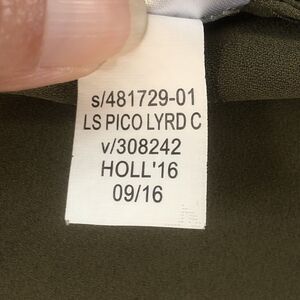 s/481729-01
LS PICO LYRD C
v/308242
HOLL'16
09/16